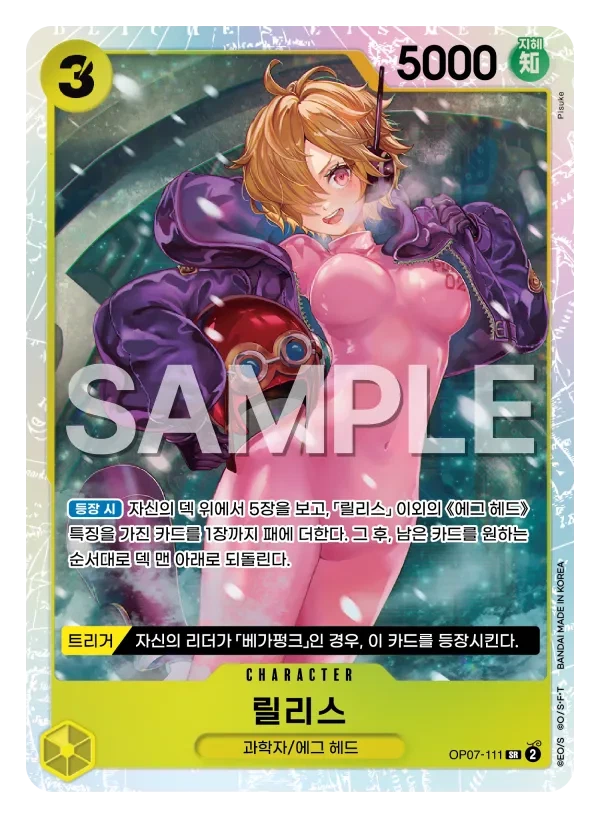 3
5000
지혜
知
Pisuke
SAMPLE
등장 시 자신의 덱 위에서 5장을 보고, 「릴리스」 이외의 《에그 헤드》
특징을 가진 카드를 1장까지 패에 더한다. 그 후, 남은 카드를 원하는
순서대로 덱 맨 아래로 되돌린다.
트리거 자신의 리더가 「베가펑크」인 경우, 이 카드를 등장시킨다.
CHARACTER
릴리스
과학자/에그 헤드
OP07-111 SR 2
©EO/S ©O/S·F·T BANDAI MADE IN KOREA